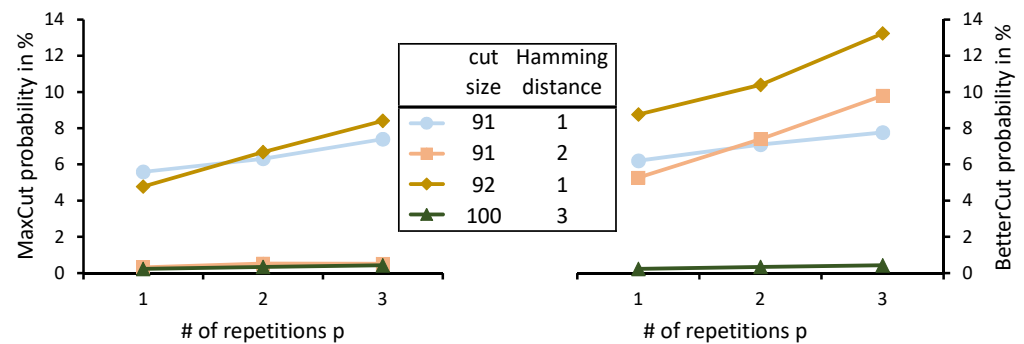 MaxCut probability in %
14
12
10
8
6
4
2
0
1 2 3
# of repetitions p
cut Hamming
size distance
91 1
91 2
92 1
100 3
14
12
10
8
6
4
2
0
BetterCut probability in %
1 2 3
# of repetitions p